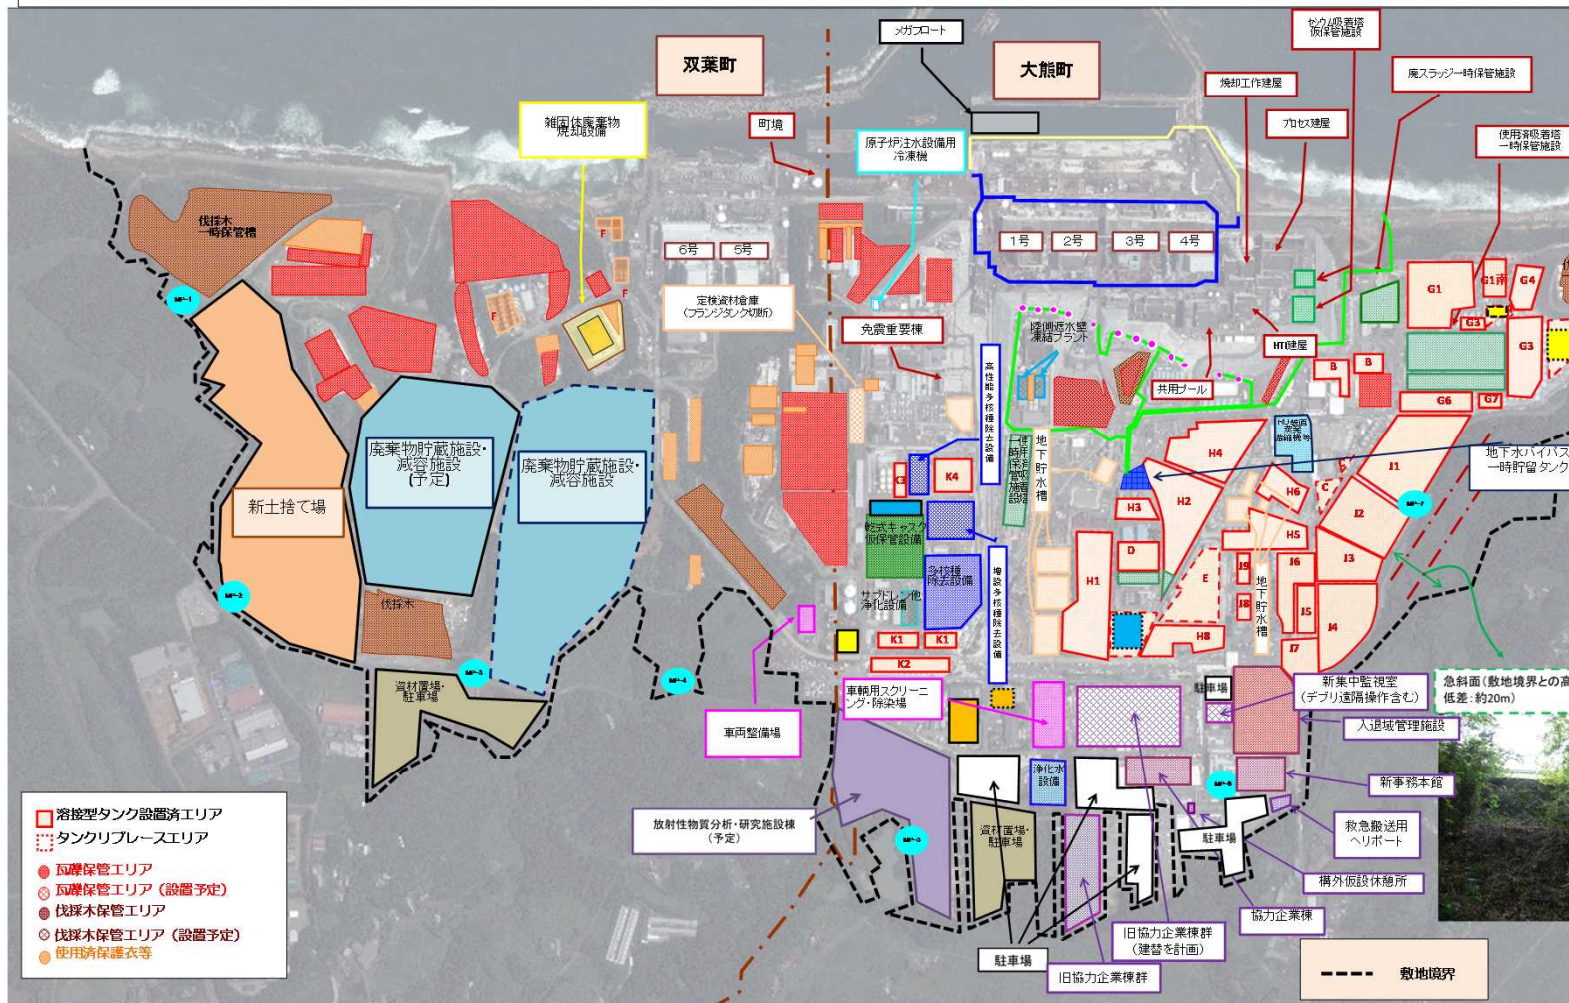 メガフロート
セシウム吸着塔
仮保管施設
双葉町
大熊町
焼却工作建屋
廃スラッジ一時保管施設
プロセス建屋
雑固体廃棄物
焼却設備
町境
原子炉注水設備用
冷凍機
使用済吸着塔
一時保管施設
伐採木
一時保管槽
1号
2号
3号
4号
6号
5号
F
F
F
G1
G1南
G4
G3
G3
MP-1
定検資材倉庫
(フランジタンク切断)
免震重要棟
陸側遮水壁
凍結プラント
HTI建屋
共用プール
B
B
G6
G7
高性能多核種除去設備
廃棄物貯蔵施設・
減容施設
(予定)
廃棄物貯蔵施設・
減容施設
新土捨て場
使用済吸着塔
一時保管施設
地下貯水槽
地下水バイパス
一時貯留タンク
H4
J1
K3
K4
H2
H6
C
J2
MP-7
H3
H5
乾式キャスク
仮保管設備
D
J3
多核種
除去設備
増設多核種除去設備
H1
E
J9
J6
地下貯水槽
MP-2
伐採木
サブドレン他
浄化設備
J8
J5
J4
K1
K1
H8
K2
J7
MP-3
MP-4
資材置場・
駐車場
車両整備場
車輌用スクリーニ
ング・除染場
駐車場
新集中監視室
(デブリ遠隔操作含む)
急斜面(敷地境界との高
低差:約20m)
入退域管理施設
浄化水
設備
新事務本館
MP-6
放射性物質分析・研究施設棟
(予定)
MP-5
資材置場・
駐車場
駐車場
救急搬送用
ヘリポート
構外仮設休憩所
協力企業棟
旧協力企業棟群
(建替を計画)
駐車場
旧協力企業棟群
溶接型タンク設置済エリア
タンクリプレースエリア
瓦礫保管エリア
瓦礫保管エリア(設置予定)
伐採木保管エリア
伐採木保管エリア(設置予定)
使用済保護衣等
敷地境界